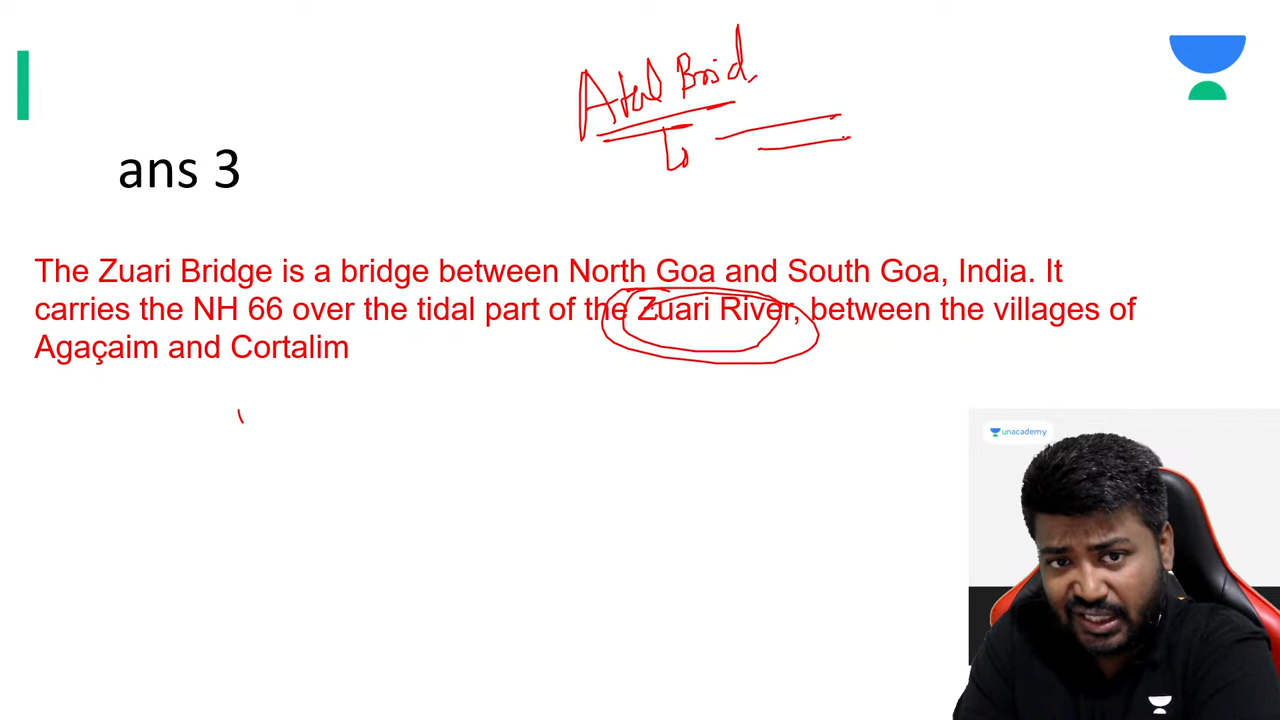 Atal Brid
ans 3
The Zuari Bridge is a bridge between North Goa and South Goa, India. It
carries the NH 66 over the tidal part of the Zuari River, between the villages of
Agaçaim and Cortalim
unacademy